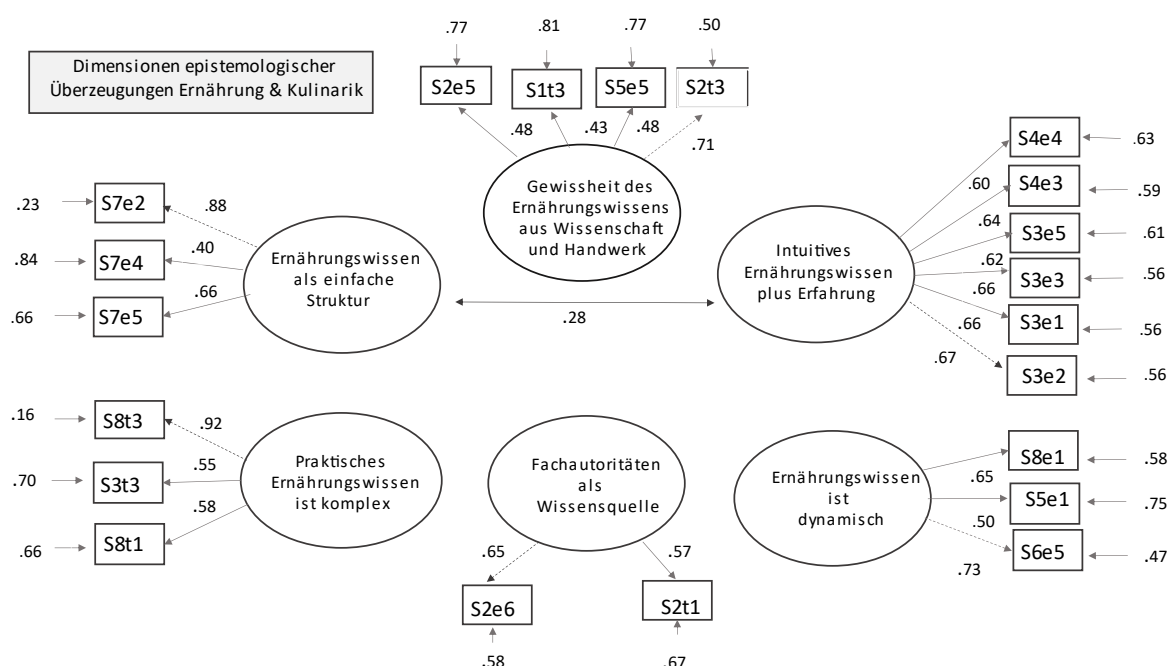 Dimensionen epistemologischer
Überzeugungen Ernährung & Kulinarik
.77
.81
.77
.50
S2e5
S1t3
S5e5
S2t3
.48
.43
.48
.71
Gewissheit des
Ernährungswissens
aus Wissenschaft
und Handwerk
.23
S7e2
.88
.84
S7e4
.40
.66
S7e5
.66
Ernährungswissen
als einfache
Struktur
.28
Intuitives
Ernährungswissen
plus Erfahrung
S4e4
.63
.60
S4e3
.59
.64
S3e5
.61
.62
S3e3
.56
.66
S3e1
.56
.66
.67
S3e2
.56
.16
S8t3
.92
.70
S3t3
.55
.66
S8t1
.58
Praktisches
Ernährungswissen
ist komplex
Fachautoritäten
als
Wissensquelle
.65
.57
S2e6
S2t1
.58
.67
Ernährungswissen
ist
dynamisch
S8e1
.58
.65
S5e1
.75
.50
S6e5
.47
.73